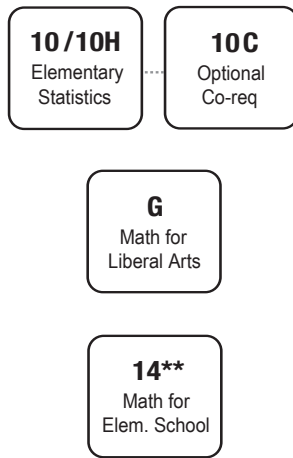 10/10H
Elementary
Statistics
10C
Optional
Co-req
G
Math for
Liberal Arts
14**
Math for
Elem. School